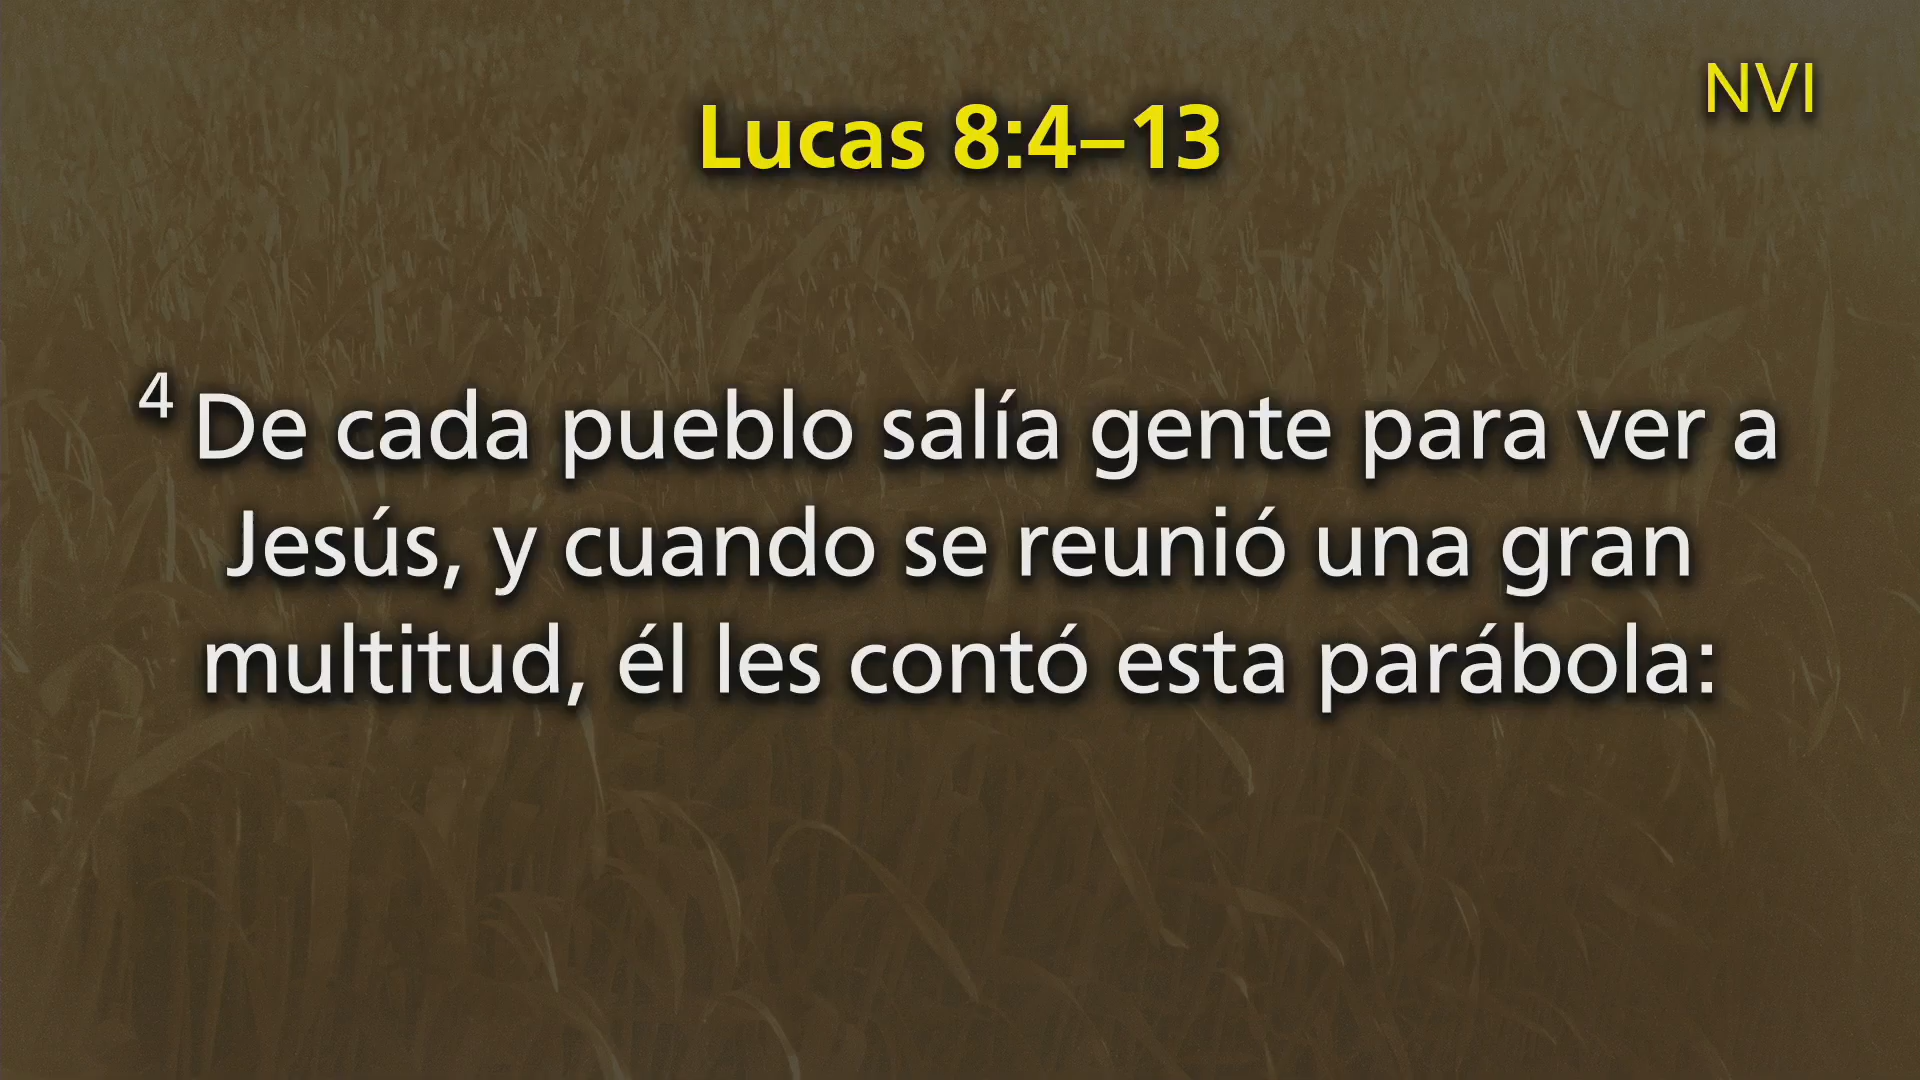 NVI
Lucas 8:4–13
4 De cada pueblo salía gente para ver a
Jesús, y cuando se reunió una gran
multitud, él les contó esta parábola: